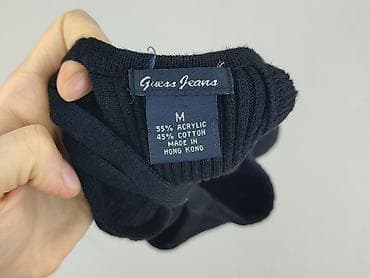 Guess Jeans
M
55% ACRYLIC
45% COTTON
MADE IN
HONG KONG